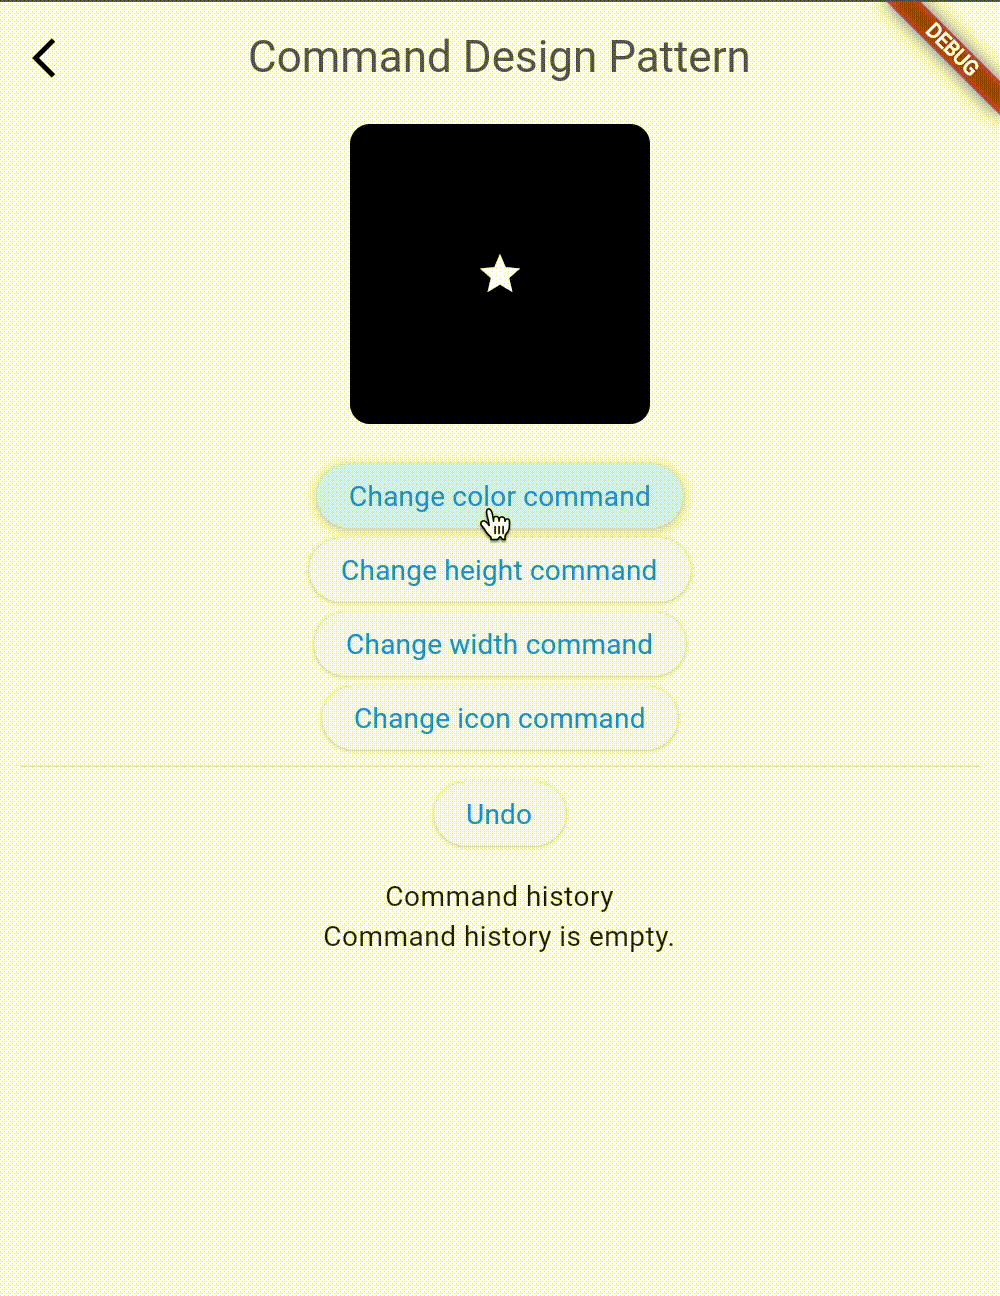 Command Design Pattern
DEBUG
Change color command
Change height command
Change width command
Change icon command
Undo
Command history
Command history is empty.